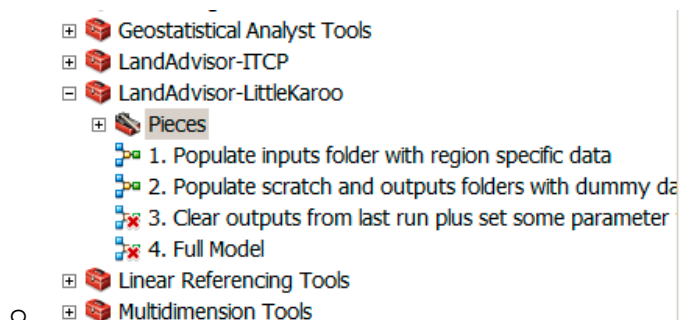 Geostatistical Analyst Tools
LandAdvisor-ITCP
LandAdvisor-LittleKaroo
Pieces
1. Populate inputs folder with region specific data
2. Populate scratch and outputs folders with dummy da
3. Clear outputs from last run plus set some parameter
4. Full Model
Linear Referencing Tools
Multidimension Tools